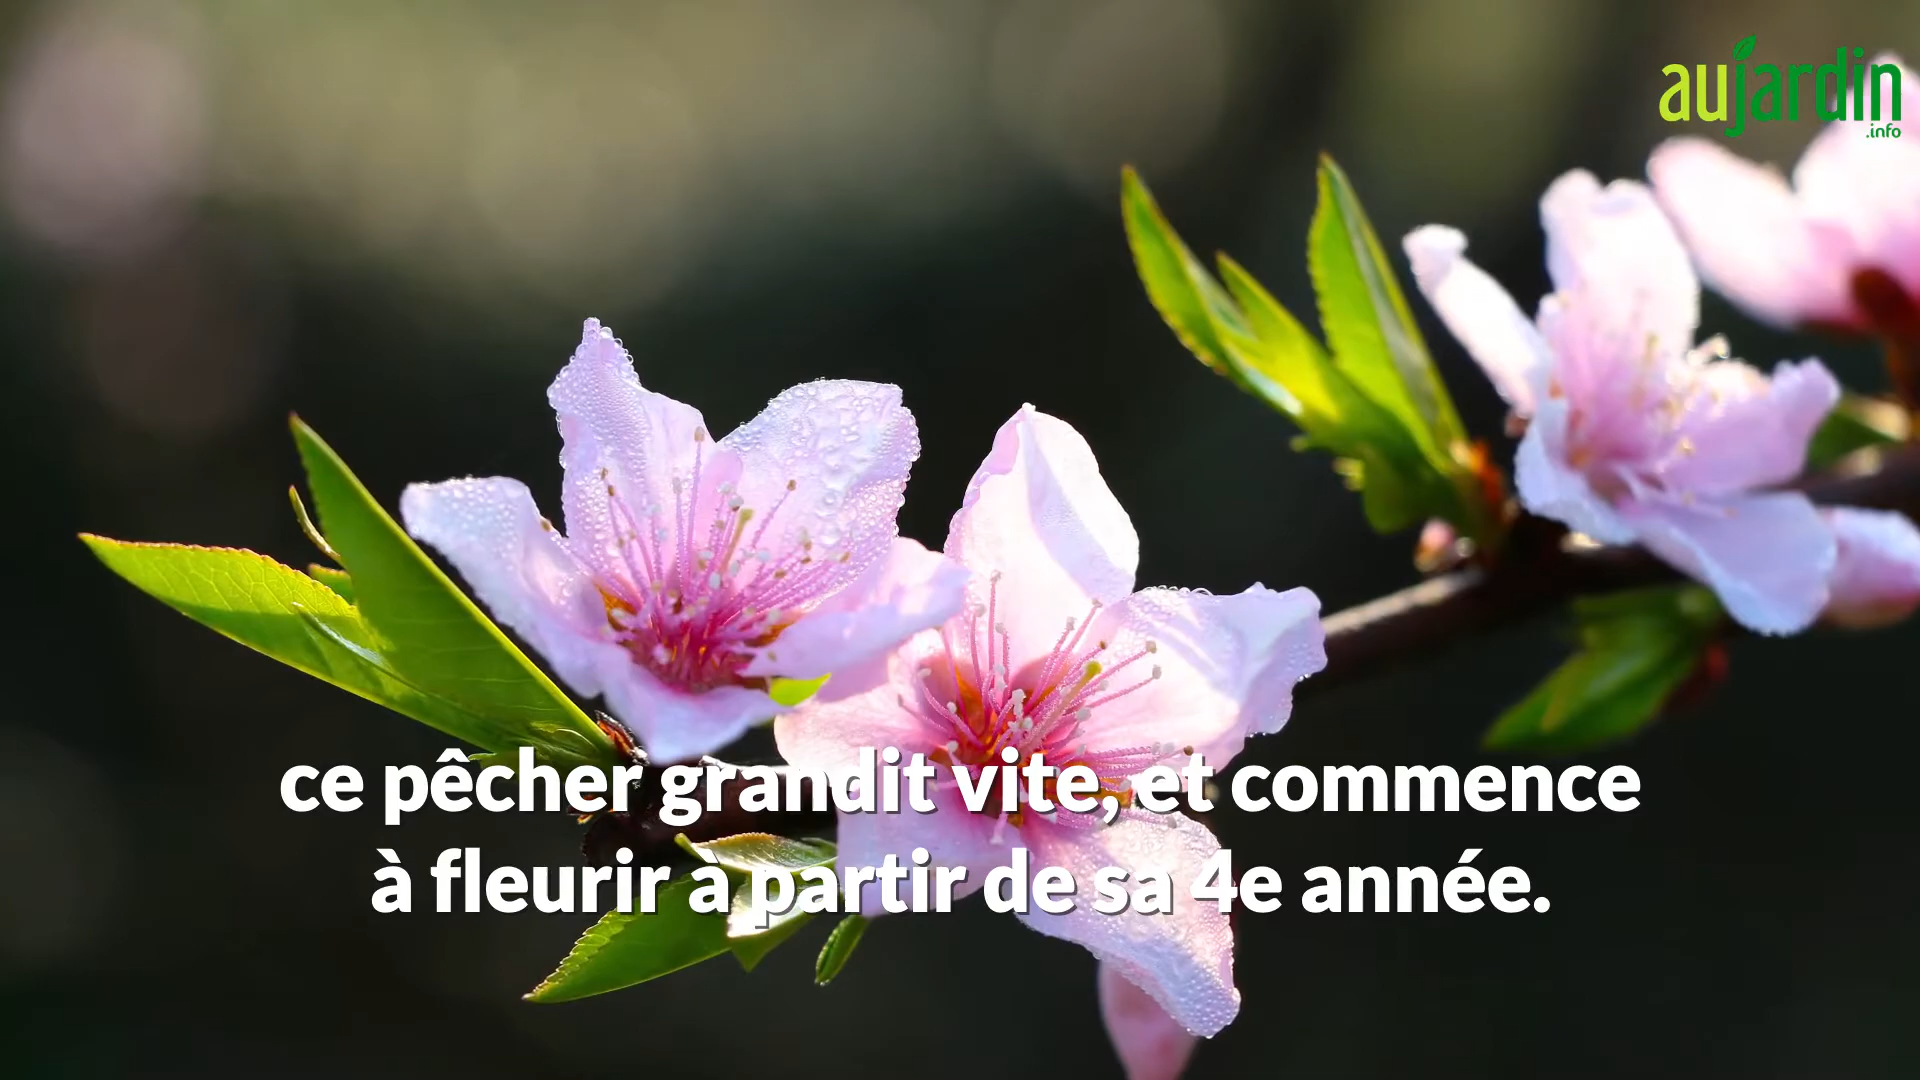 aujardin
.info
ce pêcher grandit vite, et commence
à fleurir à partir de sa 4e année.